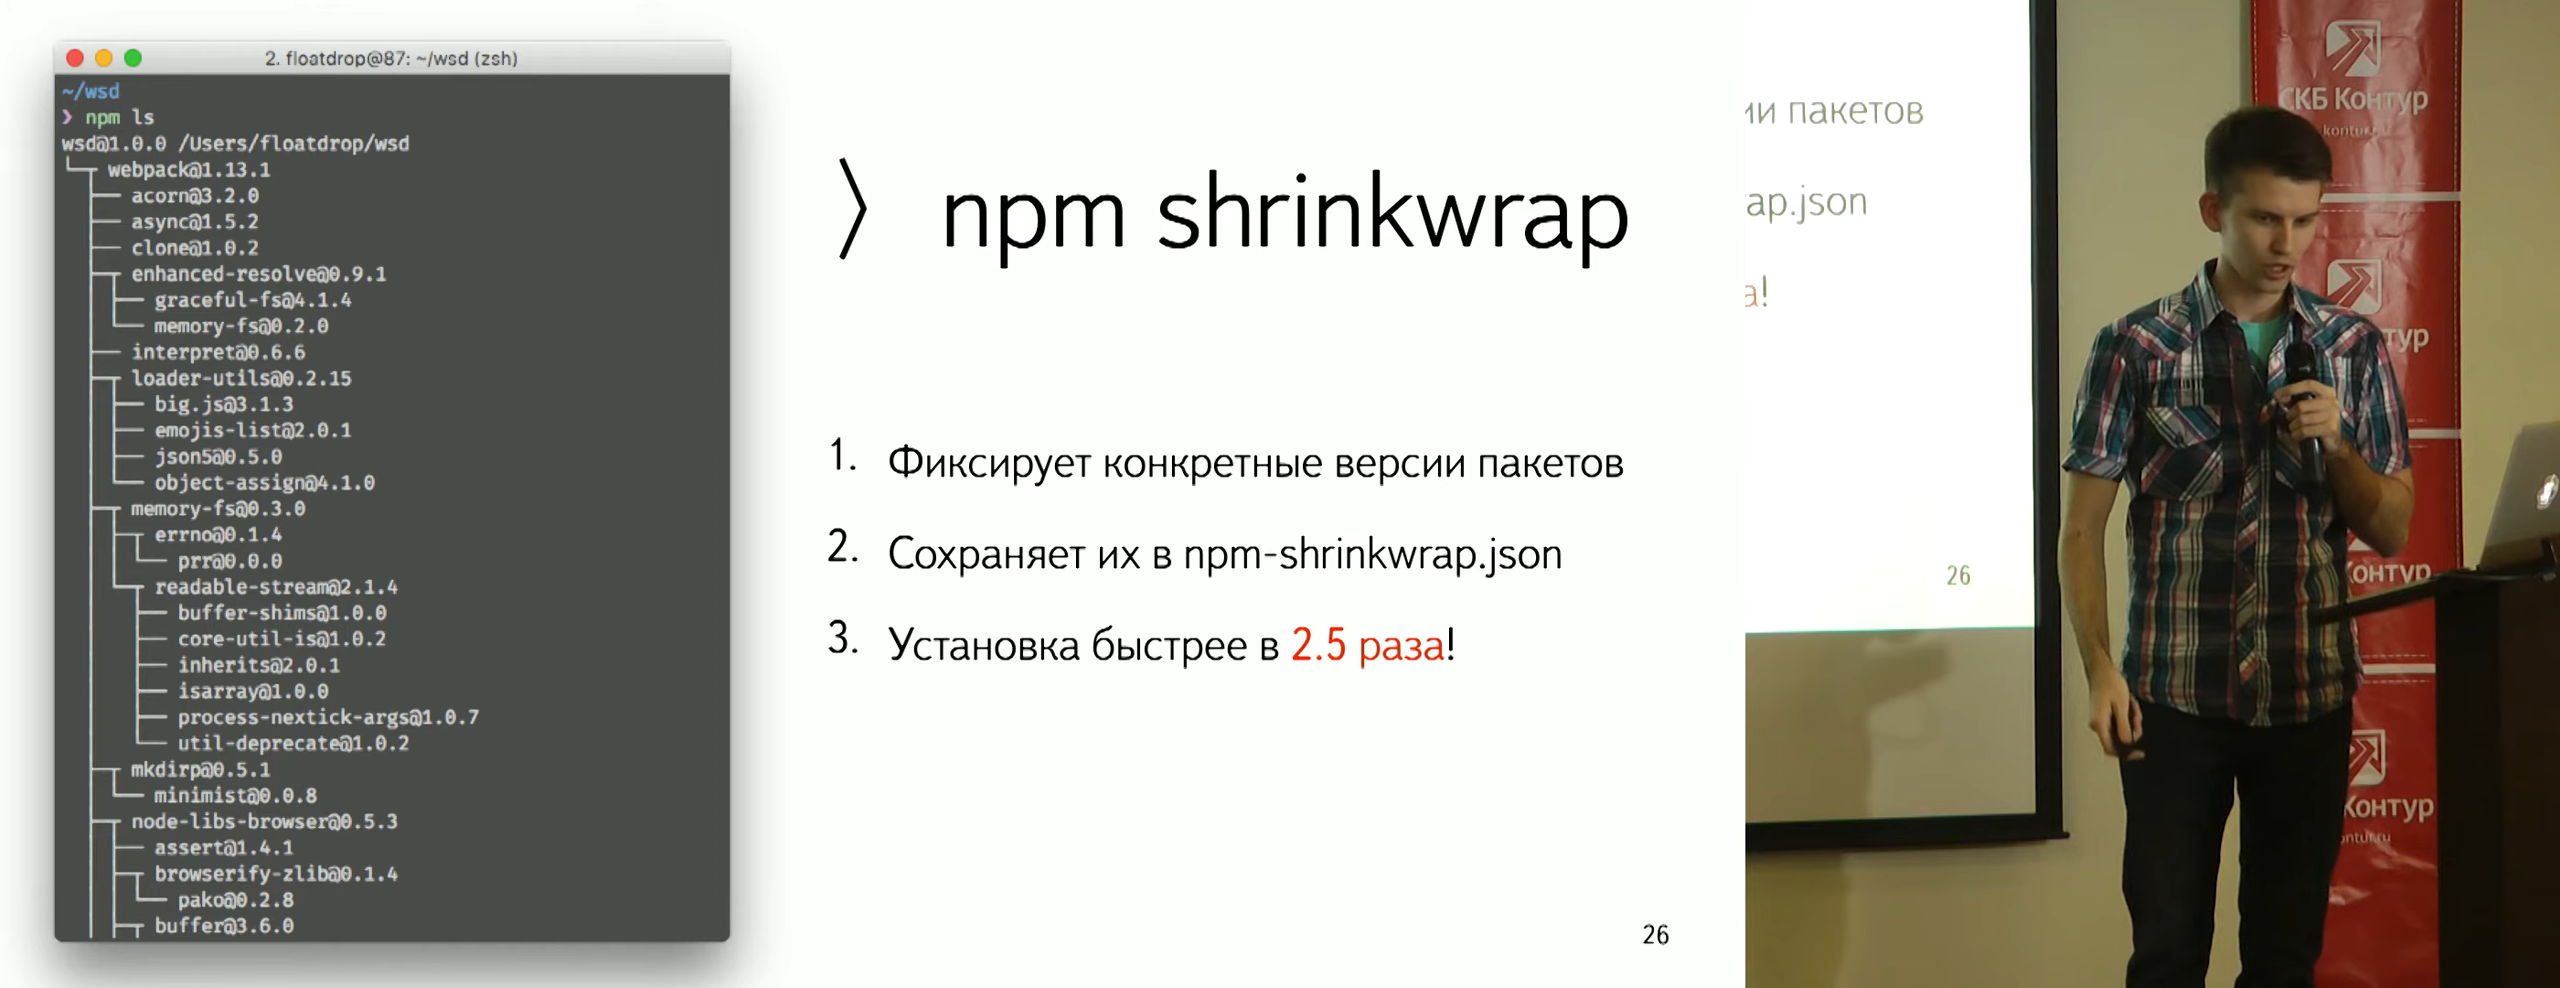 2. floatdrop@87: ~/wsd (zsh)
~/wsd
❯ npm ls
wsd@1.0.0 /Users/floatdrop/wsd
└─┬ webpack@1.13.1
  ├── acorn@3.2.0
  ├── async@1.5.2
  ├── clone@1.0.2
  ├─┬ enhanced-resolve@0.9.1
  │ ├── graceful-fs@4.1.4
  │ └── memory-fs@0.2.0
  ├── interpret@0.6.6
  ├─┬ loader-utils@0.2.15
  │ ├── big.js@3.1.3
  │ ├── emojis-list@2.0.1
  │ ├── json5@0.5.0
  │ └── object-assign@4.1.0
  ├─┬ memory-fs@0.3.0
  │ ├─┬ errno@0.1.4
  │ │ └── prr@0.0.0
  │ └─┬ readable-stream@2.1.4
  │   ├── buffer-shims@1.0.0
  │   ├── core-util-is@1.0.2
  │   ├── inherits@2.0.1
  │   ├── isarray@1.0.0
  │   ├── process-nextick-args@1.0.7
  │   └── util-deprecate@1.0.2
  ├─┬ mkdirp@0.5.1
  │ └── minimist@0.0.8
  ├─┬ node-libs-browser@0.5.3
  │ ├── assert@1.4.1
  │ ├─┬ browserify-zlib@0.1.4
  │ │ └── pako@0.2.8
  │ ├─┬ buffer@3.6.0
〉 npm shrinkwrap
1. Фиксирует конкретные версии пакетов
2. Сохраняет их в npm-shrinkwrap.json
3. Установка быстрее в 2.5 раза!
26
ии пакетов
ap.json
а!
26
СКБ Контур
kontur.ru
тур
онтур
Контур
ontur.ru